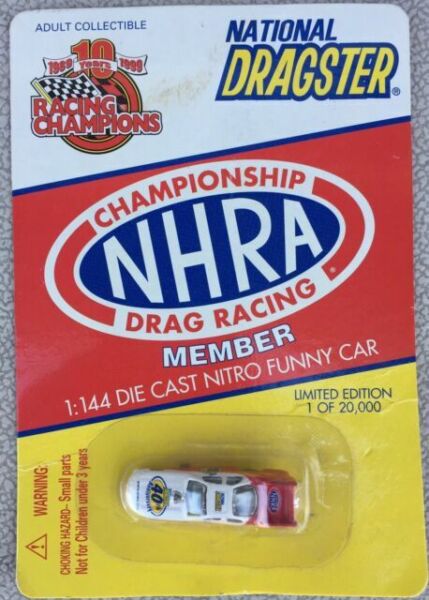 ADULT COLLECTIBLE
10
1989 Years 1999
RACING
CHAMPIONS
NATIONAL
DRAGSTER®
CHAMPIONSHIP
NHRA
DRAG RACING
MEMBER
1:144 DIE CAST NITRO FUNNY CAR
LIMITED EDITION
1 OF 20,000
WARNING:
CHOKING HAZARD-- Small parts
Not for Children under 3 years
40
NHRA